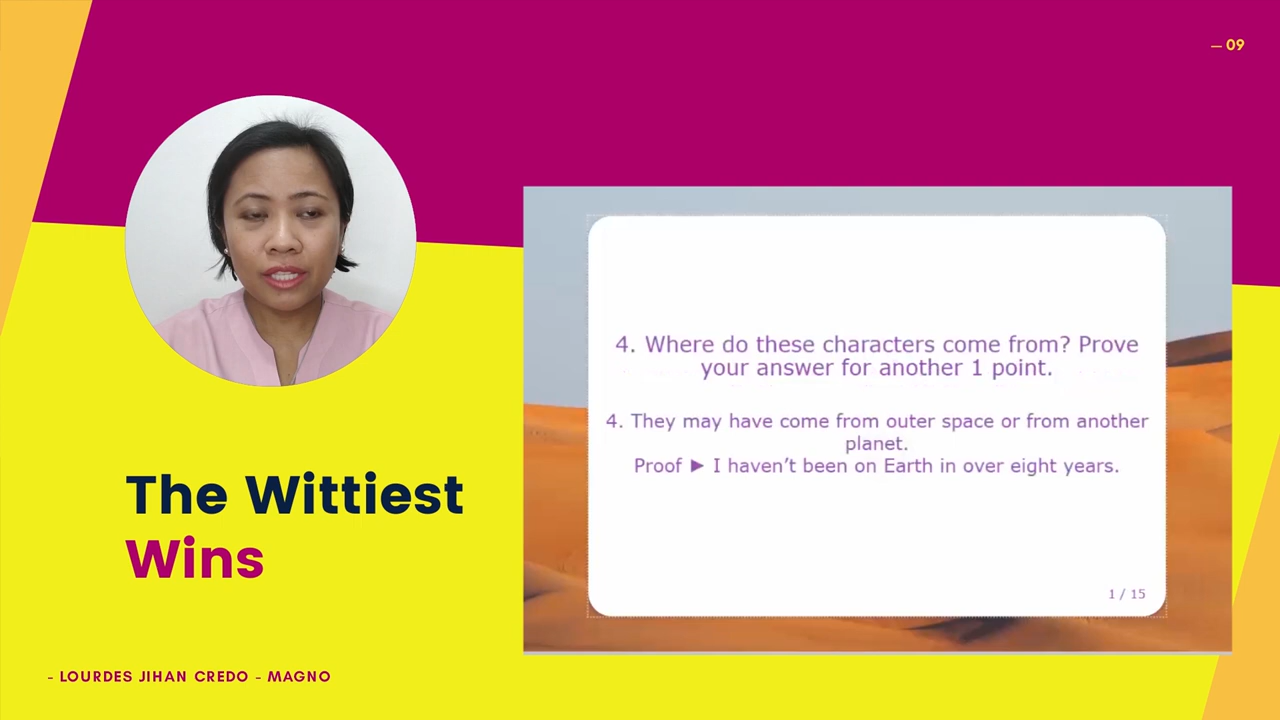 — 09
4. Where do these characters come from? Prove
your answer for another 1 point.
4. They may have come from outer space or from another
planet.
Proof ► I haven't been on Earth in over eight years.
1 / 15
The Wittiest
Wins
- LOURDES JIHAN CREDO - MAGNO